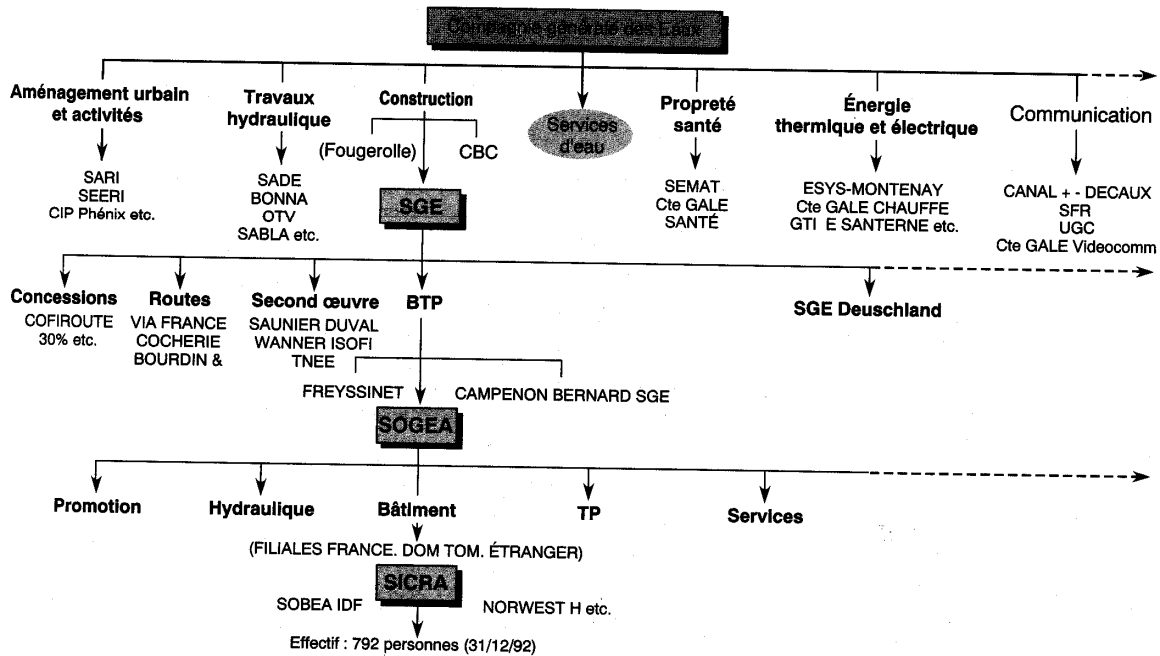 Compagnie générale des Eaux
Aménagement urbain
et activités
SARI
SEERI
CIP Phénix etc.
Travaux
hydraulique
SADE
BONNA
OTV
SABLA etc.
Construction
(Fougerolle)
CBC
SGE
Services
d'eau
Propreté
santé
SEMAT
Cte GALE
SANTÉ
Énergie
thermique et électrique
ESYS-MONTENAY
Cte GALE CHAUFFE
GTI E SANTERNE etc.
Communication
CANAL + - DECAUX
SFR
UGC
Cte GALE Videocomm
Concessions
COFIROUTE
30% etc.
Routes
VIA FRANCE
COCHERIE
BOURDIN &
Second œuvre
SAUNIER DUVAL
WANNER ISOFI
TNEE
BTP
SGE Deuschland
FREYSSINET
CAMPENON BERNARD SGE
SOGEA
Promotion
Hydraulique
Bâtiment
TP
Services
(FILIALES FRANCE. DOM TOM. ÉTRANGER)
SICRA
SOBEA IDF
NORWEST H etc.
Effectif : 792 personnes (31/12/92)